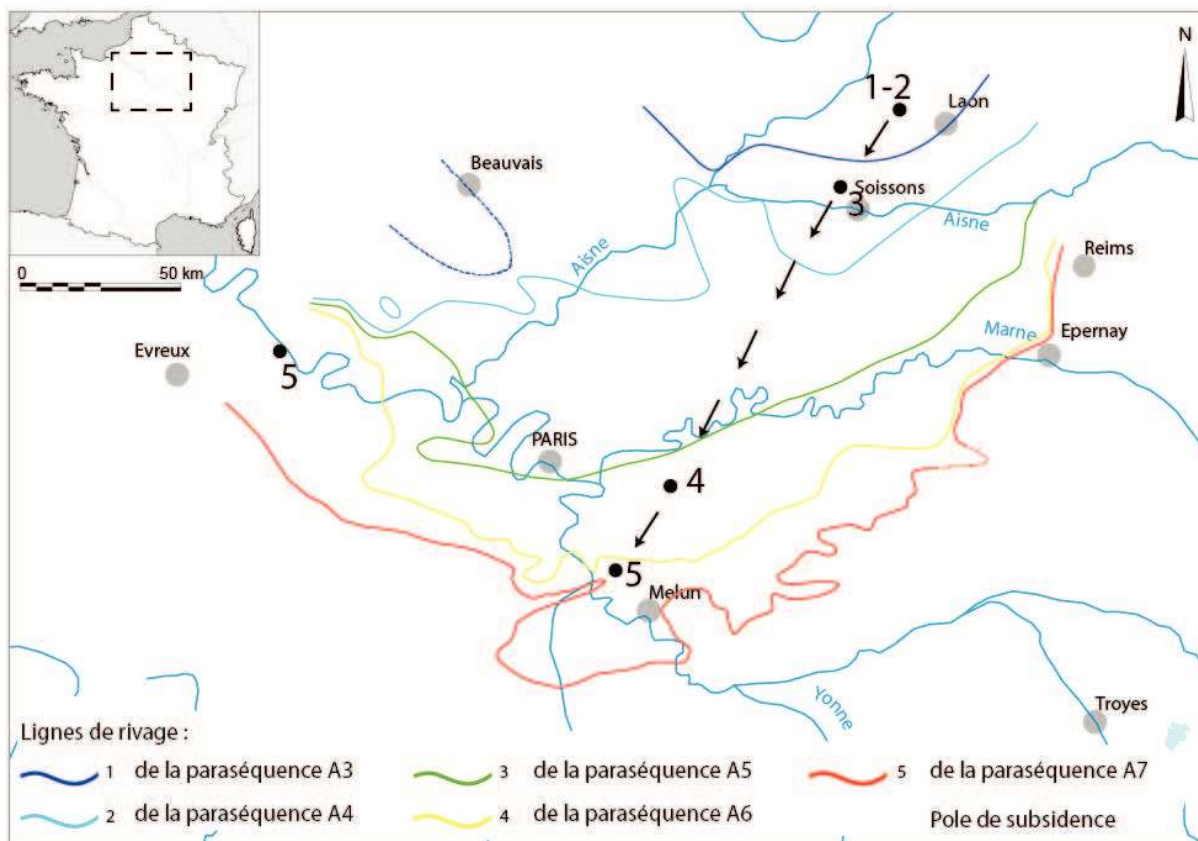 N
1-2
Laon
Beauvais
Soissons
3
Aisne
Aisne
Reims
0 50 km
Marne
Epernay
Evreux
5
PARIS
4
5
Melun
Yonne
Troyes
Lignes de rivage :
1 de la paraséquence A3
3 de la paraséquence A5
5 de la paraséquence A7
2 de la paraséquence A4
4 de la paraséquence A6
Pole de subsidence